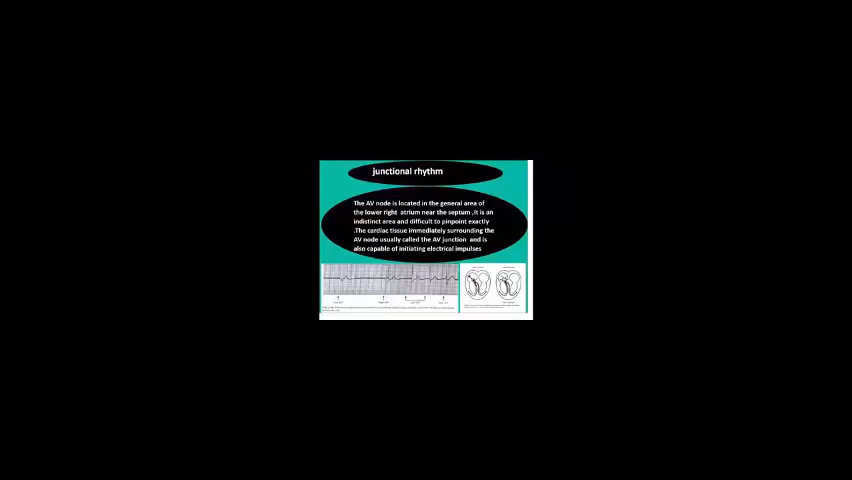 junctional rhythm
The AV node is located in the general area of
the lower right atrium near the septum ,It is an
indistinct area and difficult to pinpoint exactly
.The cardiac tissue immediately surrounding the
AV node usually called the AV junction and is
also capable of initiating electrical impulses